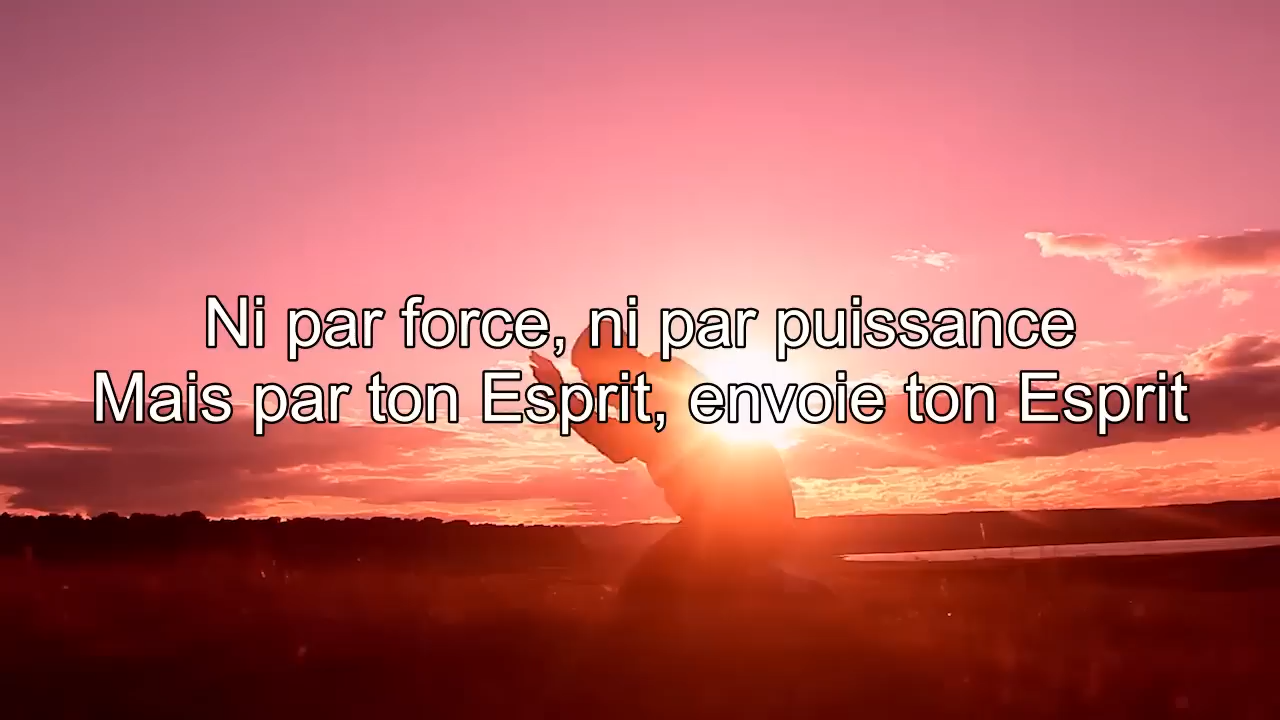 Ni par force, ni par puissance
Mais par ton Esprit, envoie ton Esprit